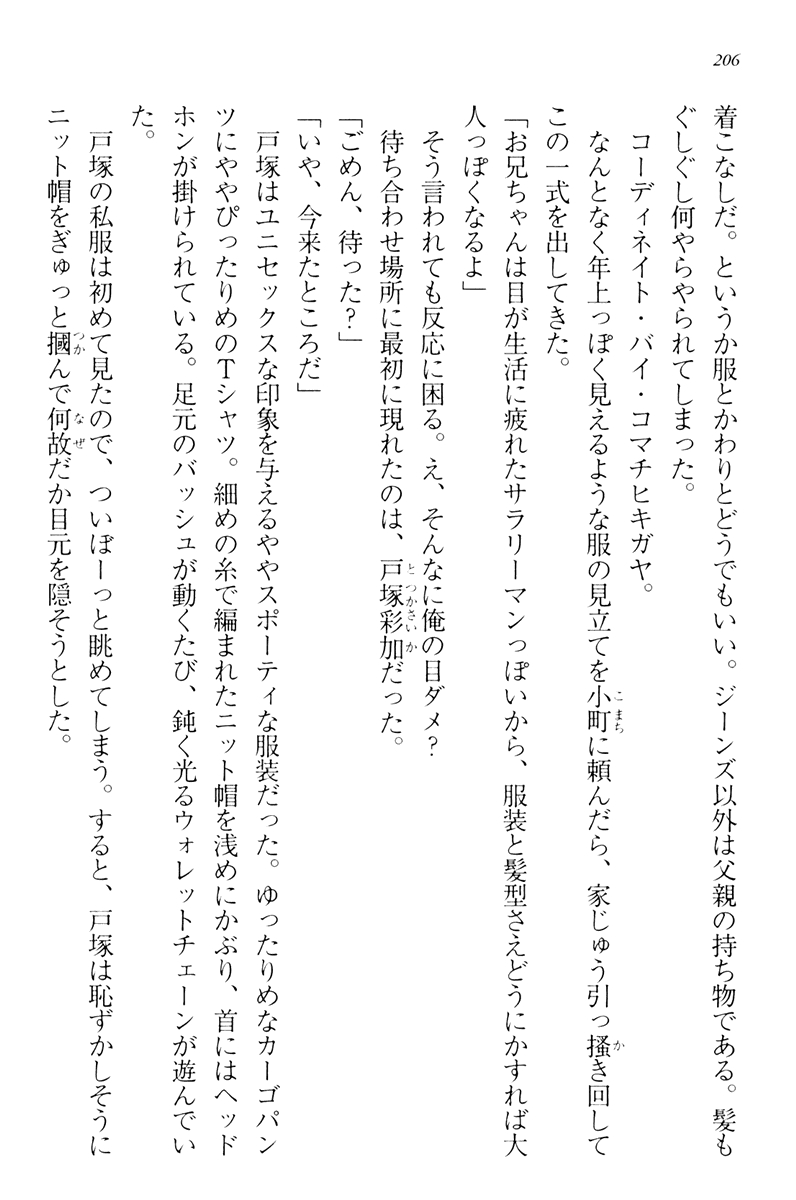 206
着こなしだ。というか服とかわりとどうでもいい。ジーンズ以外は父親の持ち物である。髪も
ぐしぐし何やらやられてしまった。
コーディネイト・バイ・コマチヒキガヤ。
なんとなく年上っぽく見えるような服の見立てを小町に頼んだら、家じゅう引っ搔き回して
この一式を出してきた。
「お兄ちゃんは目が生活に疲れたサラリーマンっぽいから、服装と髪型さえどうにかすれば大
人っぽくなるよ」
そう言われても反応に困る。え、そんなに俺の目ダメ？
待ち合わせ場所に最初に現れたのは、戸塚彩加だった。
「ごめん、待った？」
「いや、今来たところだ」
戸塚はユニセックスな印象を与えるややスポーティな服装だった。ゆったりめなカーゴパン
ツにややぴったりめのTシャツ。細めの糸で編まれたニット帽を浅めにかぶり、首にはヘッド
ホンが掛けられている。足元のバッシュが動くたび、鈍く光るウォレットチェーンが遊んでい
た。
戸塚の私服は初めて見たので、ついぼーっと眺めてしまう。すると、戸塚は恥ずかしそうに
ニット帽をぎゅっと摑んで何故だか目元を隠そうとした。